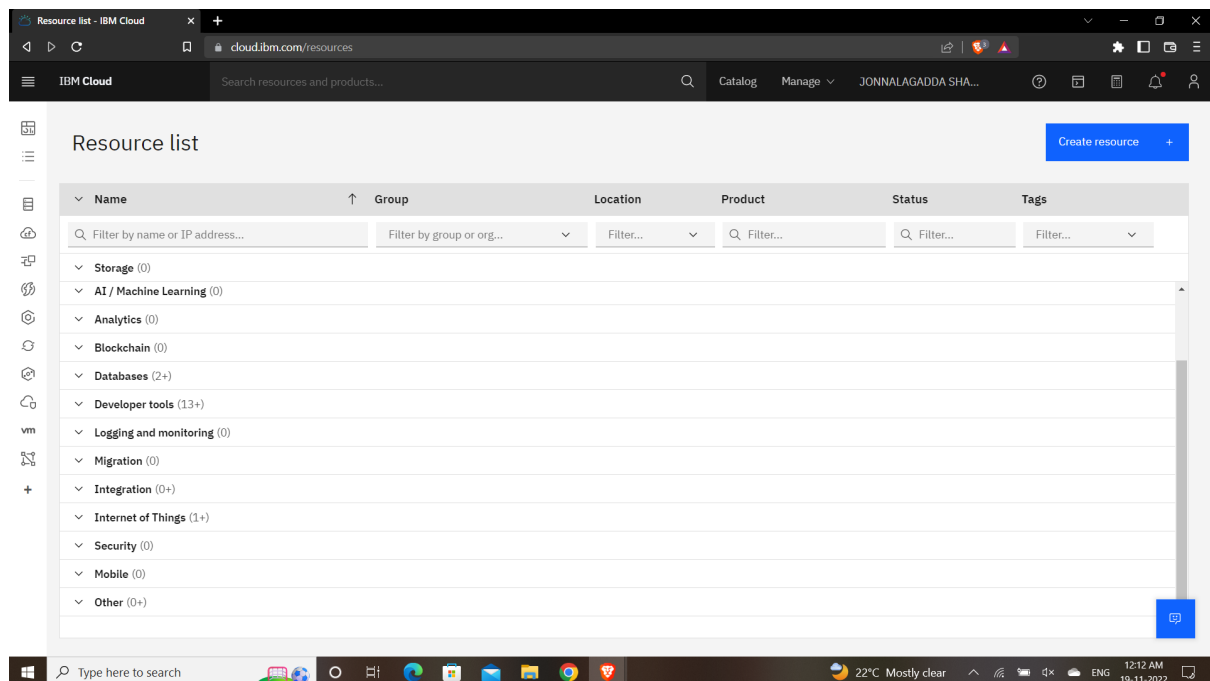 Resource list - IBM Cloud
cloud.ibm.com/resources
IBM Cloud
Search resources and products...
Catalog
Manage
JONNALAGADDA SHA...
Resource list
Create resource +
Name
Group
Location
Product
Status
Tags
Filter by name or IP address...
Filter by group or org...
Filter...
Filter...
Filter...
Filter...
Storage (0)
AI / Machine Learning (0)
Analytics (0)
Blockchain (0)
Databases (2+)
Developer tools (13+)
Logging and monitoring (0)
Migration (0)
Integration (0+)
Internet of Things (1+)
Security (0)
Mobile (0)
Other (0+)
vm
Type here to search
22°C Mostly clear
ENG
12:12 AM
19-11-2022